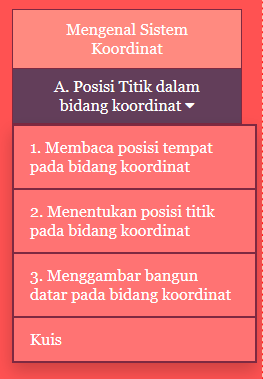 Mengenal Sistem
Koordinat
A. Posisi Titik dalam
bidang koordinat
1. Membaca posisi tempat
pada bidang koordinat
2. Menentukan posisi titik
pada bidang koordinat
3. Menggambar bangun
datar pada bidang koordinat
Kuis